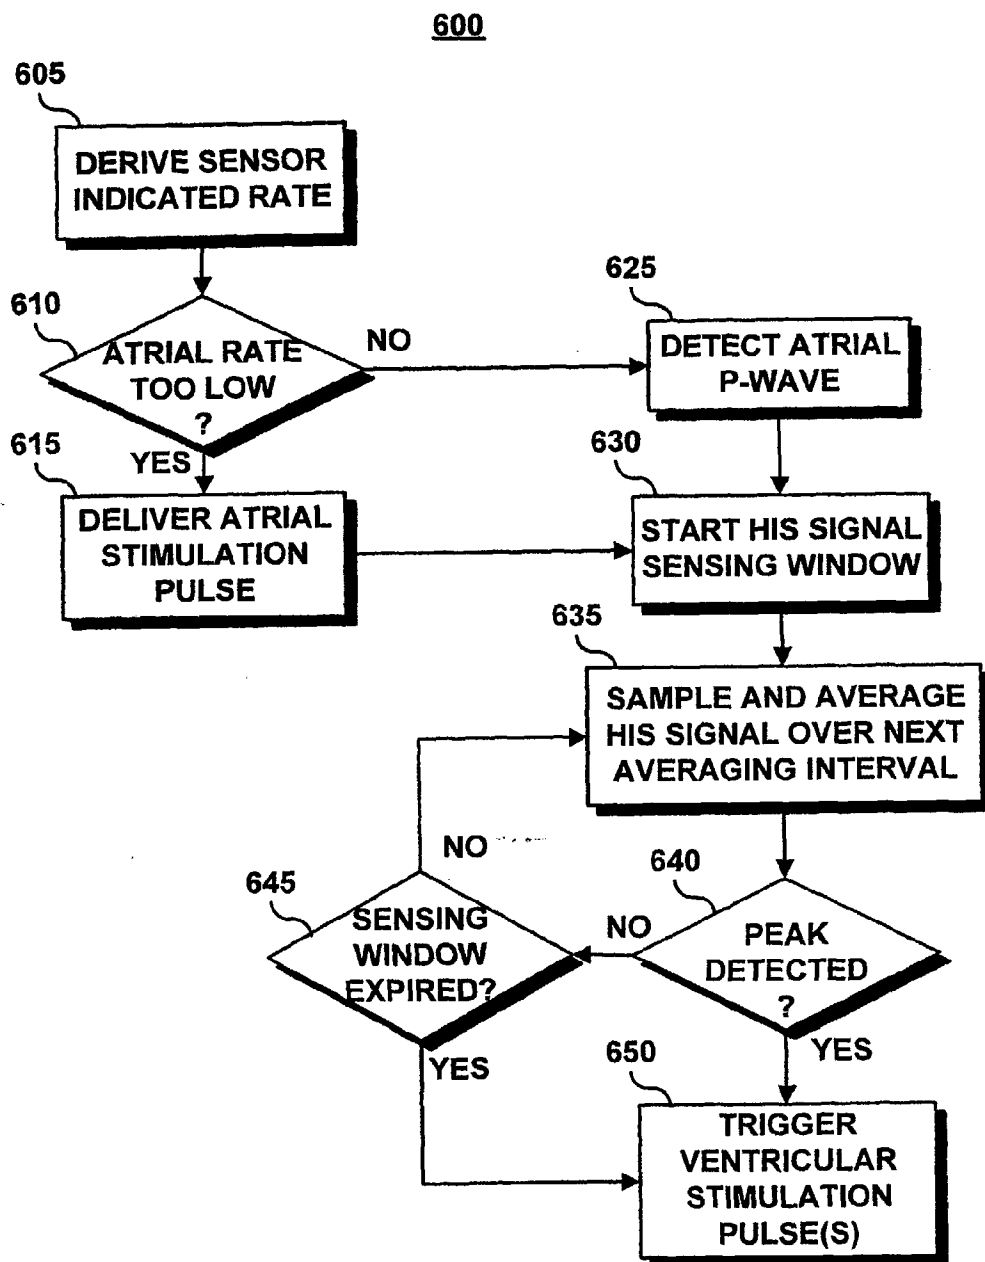 600
605
DERIVE SENSOR
INDICATED RATE
610
ATRIAL RATE
TOO LOW
?
NO
YES
615
DELIVER ATRIAL
STIMULATION
PULSE
625
DETECT ATRIAL
P-WAVE
630
START HIS SIGNAL
SENSING WINDOW
635
SAMPLE AND AVERAGE
HIS SIGNAL OVER NEXT
AVERAGING INTERVAL
640
PEAK
DETECTED
?
NO
YES
645
SENSING
WINDOW
EXPIRED?
NO
YES
650
TRIGGER
VENTRICULAR
STIMULATION
PULSE(S)